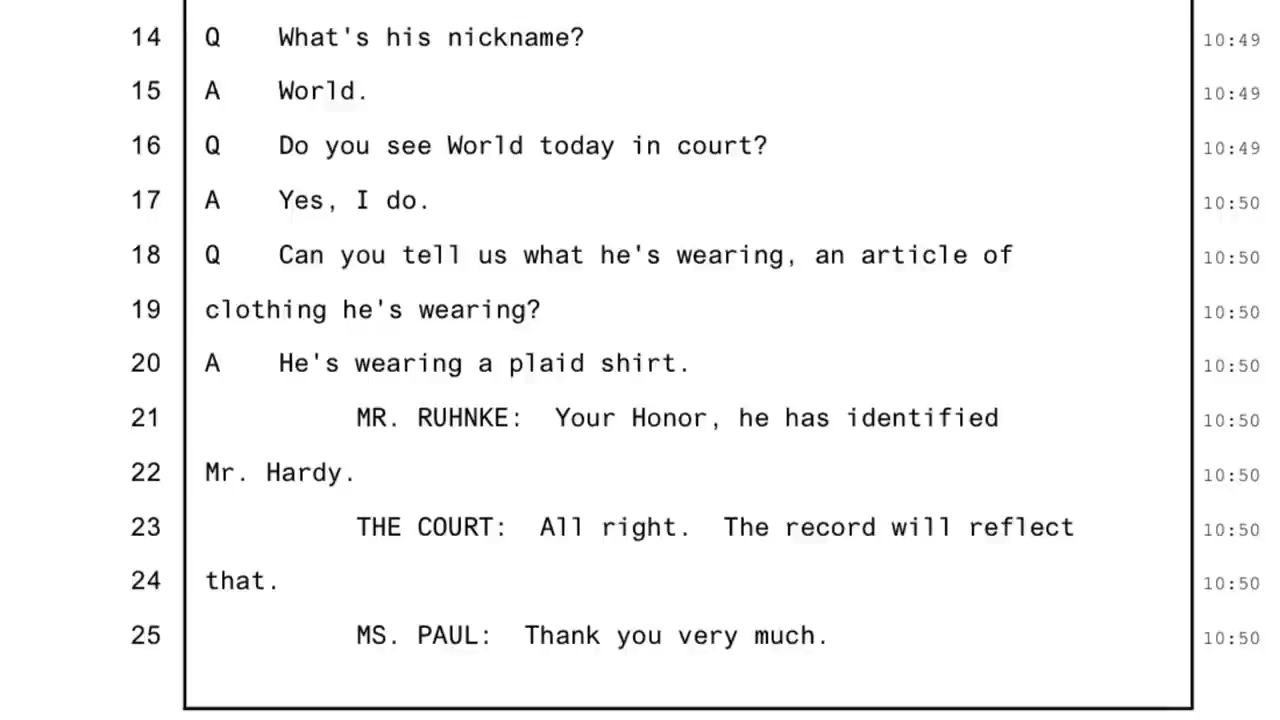 14 Q What's his nickname? 10:49
15 A World. 10:49
16 Q Do you see World today in court? 10:49
17 A Yes, I do. 10:50
18 Q Can you tell us what he's wearing, an article of 10:50
19 clothing he's wearing? 10:50
20 A He's wearing a plaid shirt. 10:50
21 MR. RUHNKE: Your Honor, he has identified 10:50
22 Mr. Hardy. 10:50
23 THE COURT: All right. The record will reflect 10:50
24 that. 10:50
25 MS. PAUL: Thank you very much. 10:50